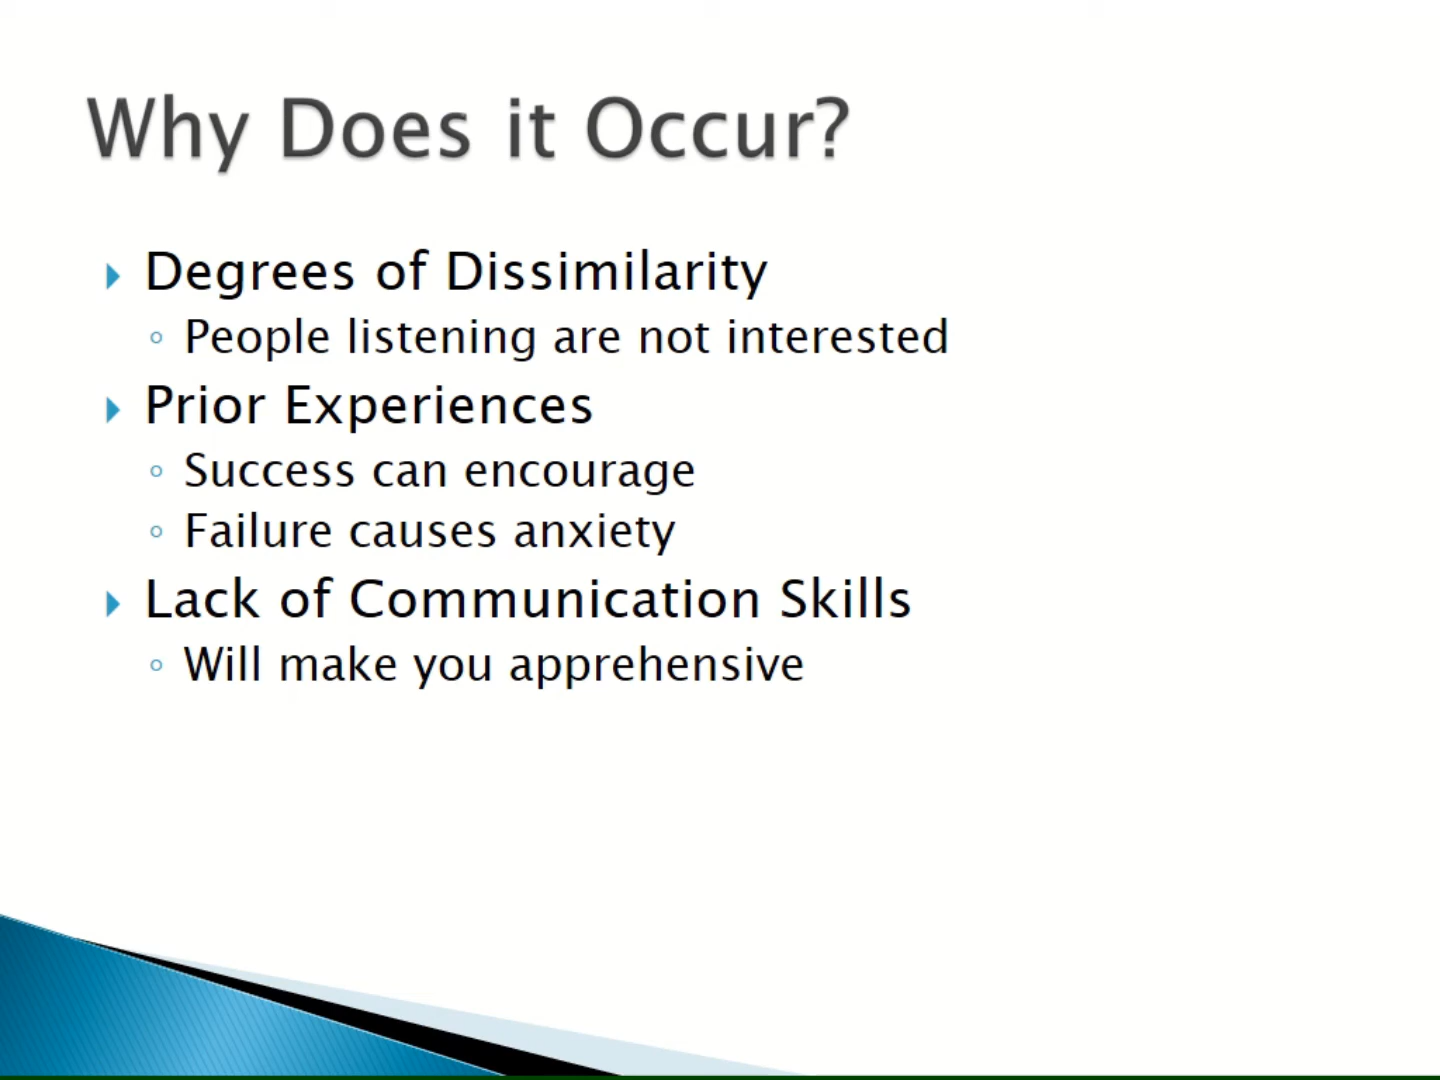 Why Does it Occur?
Degrees of Dissimilarity
People listening are not interested
Prior Experiences
Success can encourage
Failure causes anxiety
Lack of Communication Skills
Will make you apprehensive